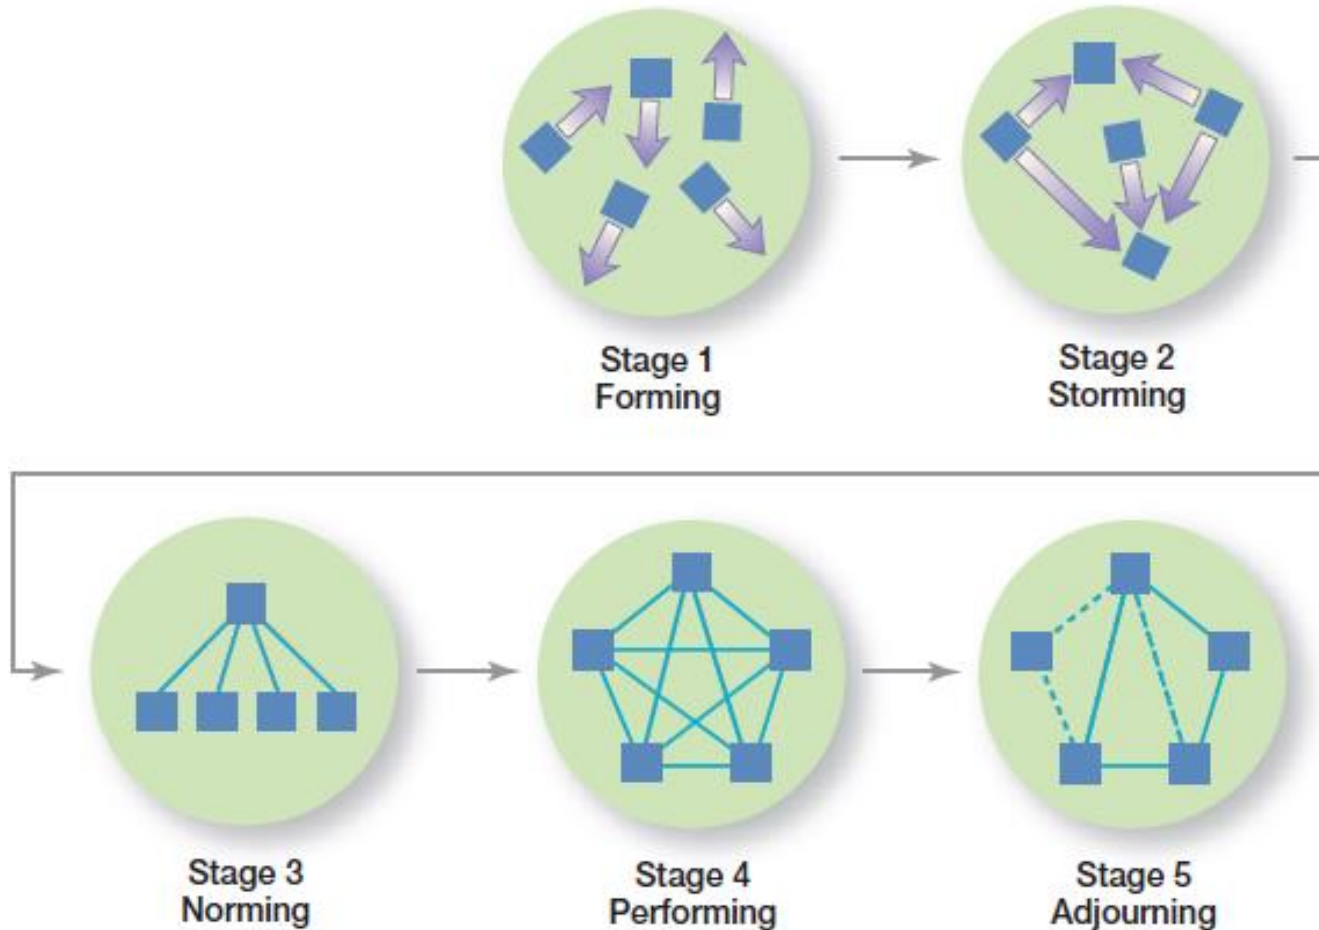 Stage 1
Forming
Stage 2
Storming
Stage 3
Norming
Stage 4
Performing
Stage 5
Adjourning